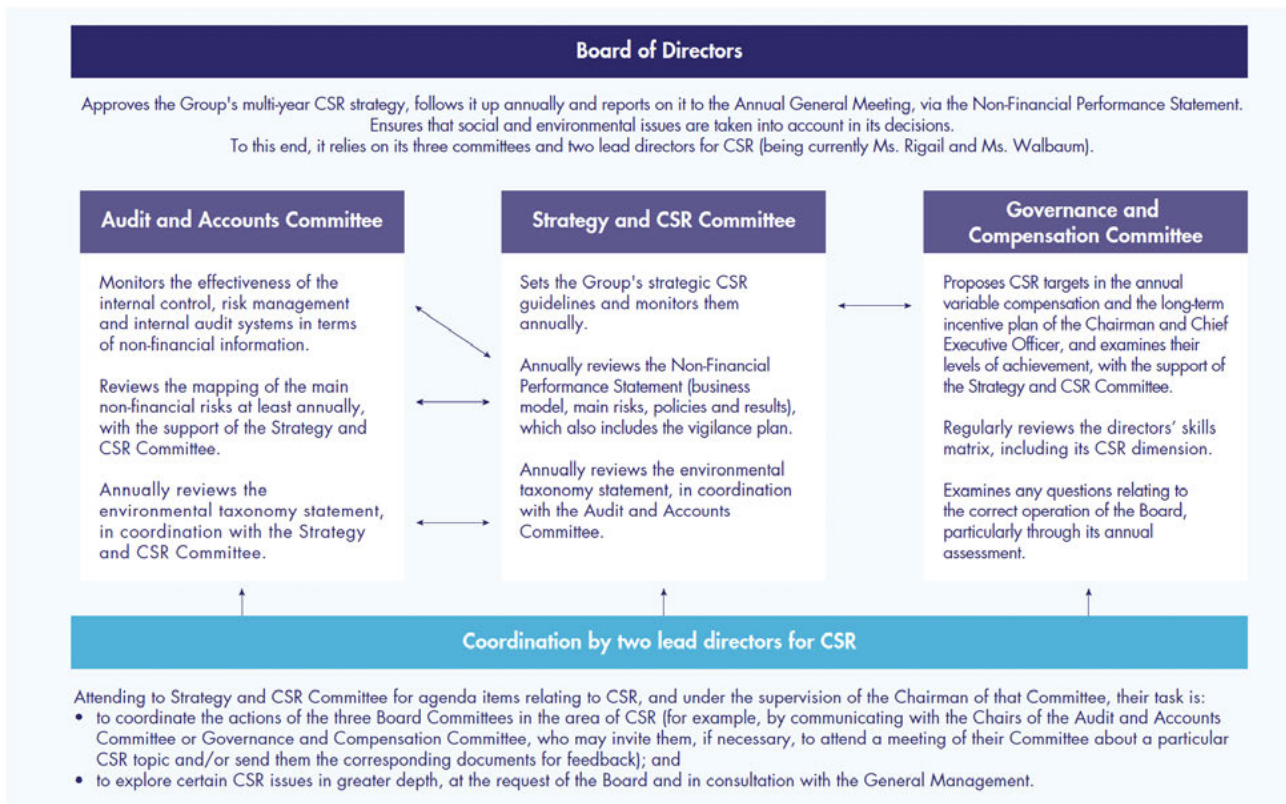 Board of Directors
Approves the Group's multi-year CSR strategy, follows it up annually and reports on it to the Annual General Meeting, via the Non-Financial Performance Statement.
Ensures that social and environmental issues are taken into account in its decisions.
To this end, it relies on its three committees and two lead directors for CSR (being currently Ms. Rigail and Ms. Walbaum).
Audit and Accounts Committee
Monitors the effectiveness of the
internal control, risk management
and internal audit systems in terms
of non-financial information.
Reviews the mapping of the main
non-financial risks at least annually,
with the support of the Strategy and
CSR Committee.
Annually reviews the
environmental taxonomy statement,
in coordination with the Strategy
and CSR Committee.
Strategy and CSR Committee
Sets the Group's strategic CSR
guidelines and monitors them
annually.
Annually reviews the Non-Financial
Performance Statement (business
model, main risks, policies and results),
which also includes the vigilance plan.
Annually reviews the environmental
taxonomy statement, in coordination
with the Audit and Accounts
Committee.
Governance and
Compensation Committee
Proposes CSR targets in the annual
variable compensation and the long-term
incentive plan of the Chairman and Chief
Executive Officer, and examines their
levels of achievement, with the support of
the Strategy and CSR Committee.
Regularly reviews the directors' skills
matrix, including its CSR dimension.
Examines any questions relating to
the correct operation of the Board,
particularly through its annual
assessment.
Coordination by two lead directors for CSR
Attending to Strategy and CSR Committee for agenda items relating to CSR, and under the supervision of the Chairman of that Committee, their task is:
• to coordinate the actions of the three Board Committees in the area of CSR (for example, by communicating with the Chairs of the Audit and Accounts
Committee or Governance and Compensation Committee, who may invite them, if necessary, to attend a meeting of their Committee about a particular
CSR topic and/or send them the corresponding documents for feedback); and
• to explore certain CSR issues in greater depth, at the request of the Board and in consultation with the General Management.